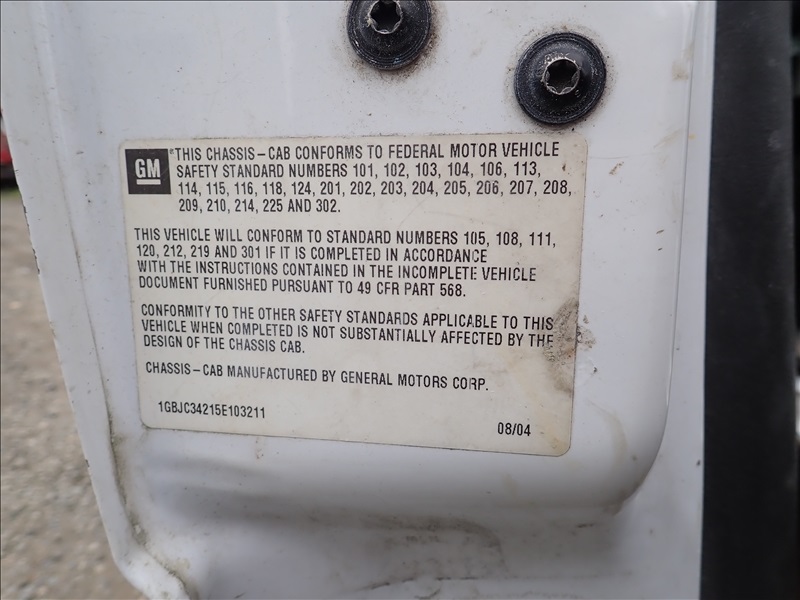 GM
*THIS CHASSIS-CAB CONFORMS TO FEDERAL MOTOR VEHICLE
SAFETY STANDARD NUMBERS 101, 102, 103, 104, 106, 113,
114, 115, 116, 118, 124, 201, 202, 203, 204, 205, 206, 207, 208,
209, 210, 214, 225 AND 302.
THIS VEHICLE WILL CONFORM TO STANDARD NUMBERS 105, 108, 111,
120, 212, 219 AND 301 IF IT IS COMPLETED IN ACCORDANCE
WITH THE INSTRUCTIONS CONTAINED IN THE INCOMPLETE VEHICLE
DOCUMENT FURNISHED PURSUANT TO 49 CFR PART 568.
CONFORMITY TO THE OTHER SAFETY STANDARDS APPLICABLE TO THIS
VEHICLE WHEN COMPLETED IS NOT SUBSTANTIALLY AFFECTED BY THE
DESIGN OF THE CHASSIS CAB.
CHASSIS-CAB MANUFACTURED BY GENERAL MOTORS CORP.
1GBJC34215E103211
08/04